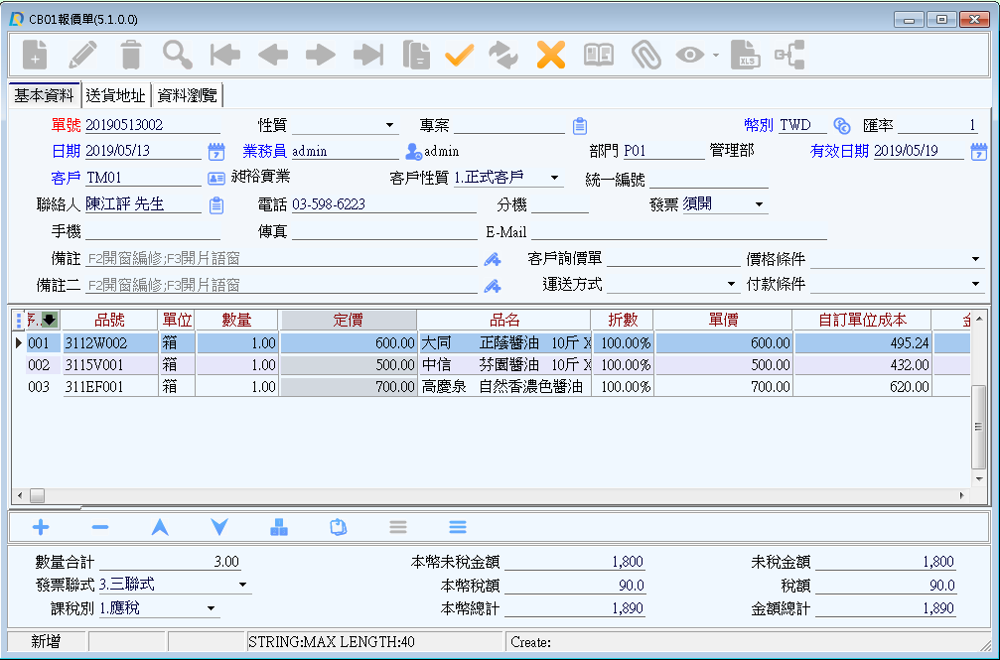 CB01報價單(5.1.0.0)
XLS
基本資料 送貨地址 資料瀏覽
單號 20190513002 性質 專案 幣別 TWD 匯率 1
日期 2019/05/13 業務員 admin admin 部門 P01 管理部 有效日期 2019/05/19
客戶 TM01 昶裕實業 客戶性質 1.正式客戶 統一編號
聯絡人 陳江評 先生 電話 03-598-6223 分機 發票 須開
手機 傳真 E-Mail
備註 F2開窗編修;F3開片語窗 客戶詢價單 價格條件
備註二 F2開窗編修;F3開片語窗 運送方式 付款條件
品號 單位 數量 定價 品名 折數 單價 自訂單位成本
001 3112W002 箱 1.00 600.00 大同 正蔭醬油 10斤 X 100.00% 600.00 495.24
002 3115V001 箱 1.00 500.00 中信 芬園醬油 10斤 X 100.00% 500.00 432.00
003 311EF001 箱 1.00 700.00 高慶泉 自然香濃色醬油 100.00% 700.00 620.00
數量合計 3.00 本幣未稅金額 1,800 未稅金額 1,800
發票聯式 3.三聯式 本幣稅額 90.0 稅額 90.0
課稅別 1.應稅 本幣總計 1,890 金額總計 1,890
新增 STRING:MAX LENGTH:40 Create: